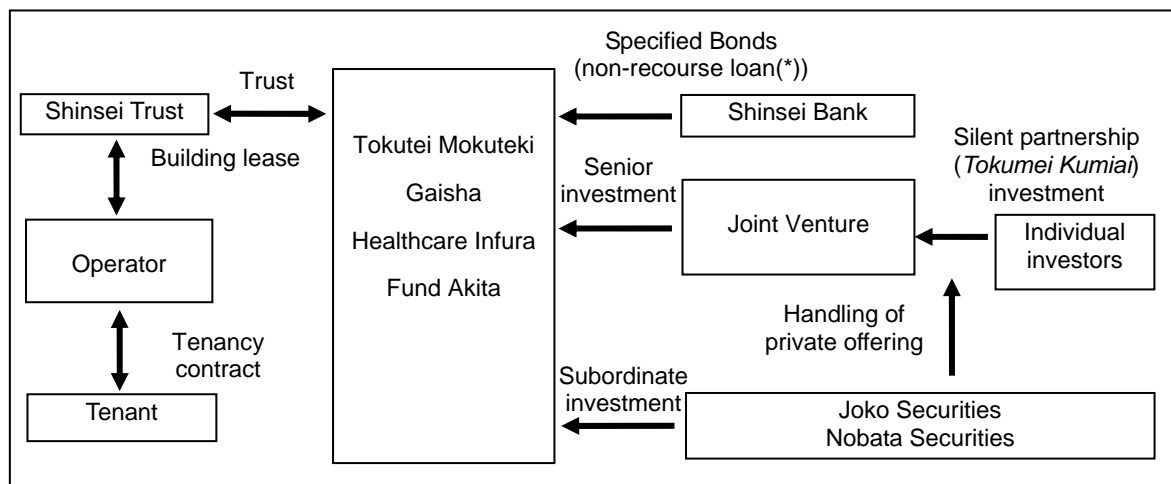 Specified Bonds
(non-recourse loan(*))
Trust
Shinsei Trust
Shinsei Bank
Building lease
Tokutei Mokuteki
Gaisha
Healthcare Infura
Fund Akita
Senior
investment
Silent partnership
(Tokumei Kumiai)
investment
Joint Venture
Individual
investors
Operator
Handling of
private offering
Tenancy
contract
Subordinate
investment
Tenant
Joko Securities
Nobata Securities